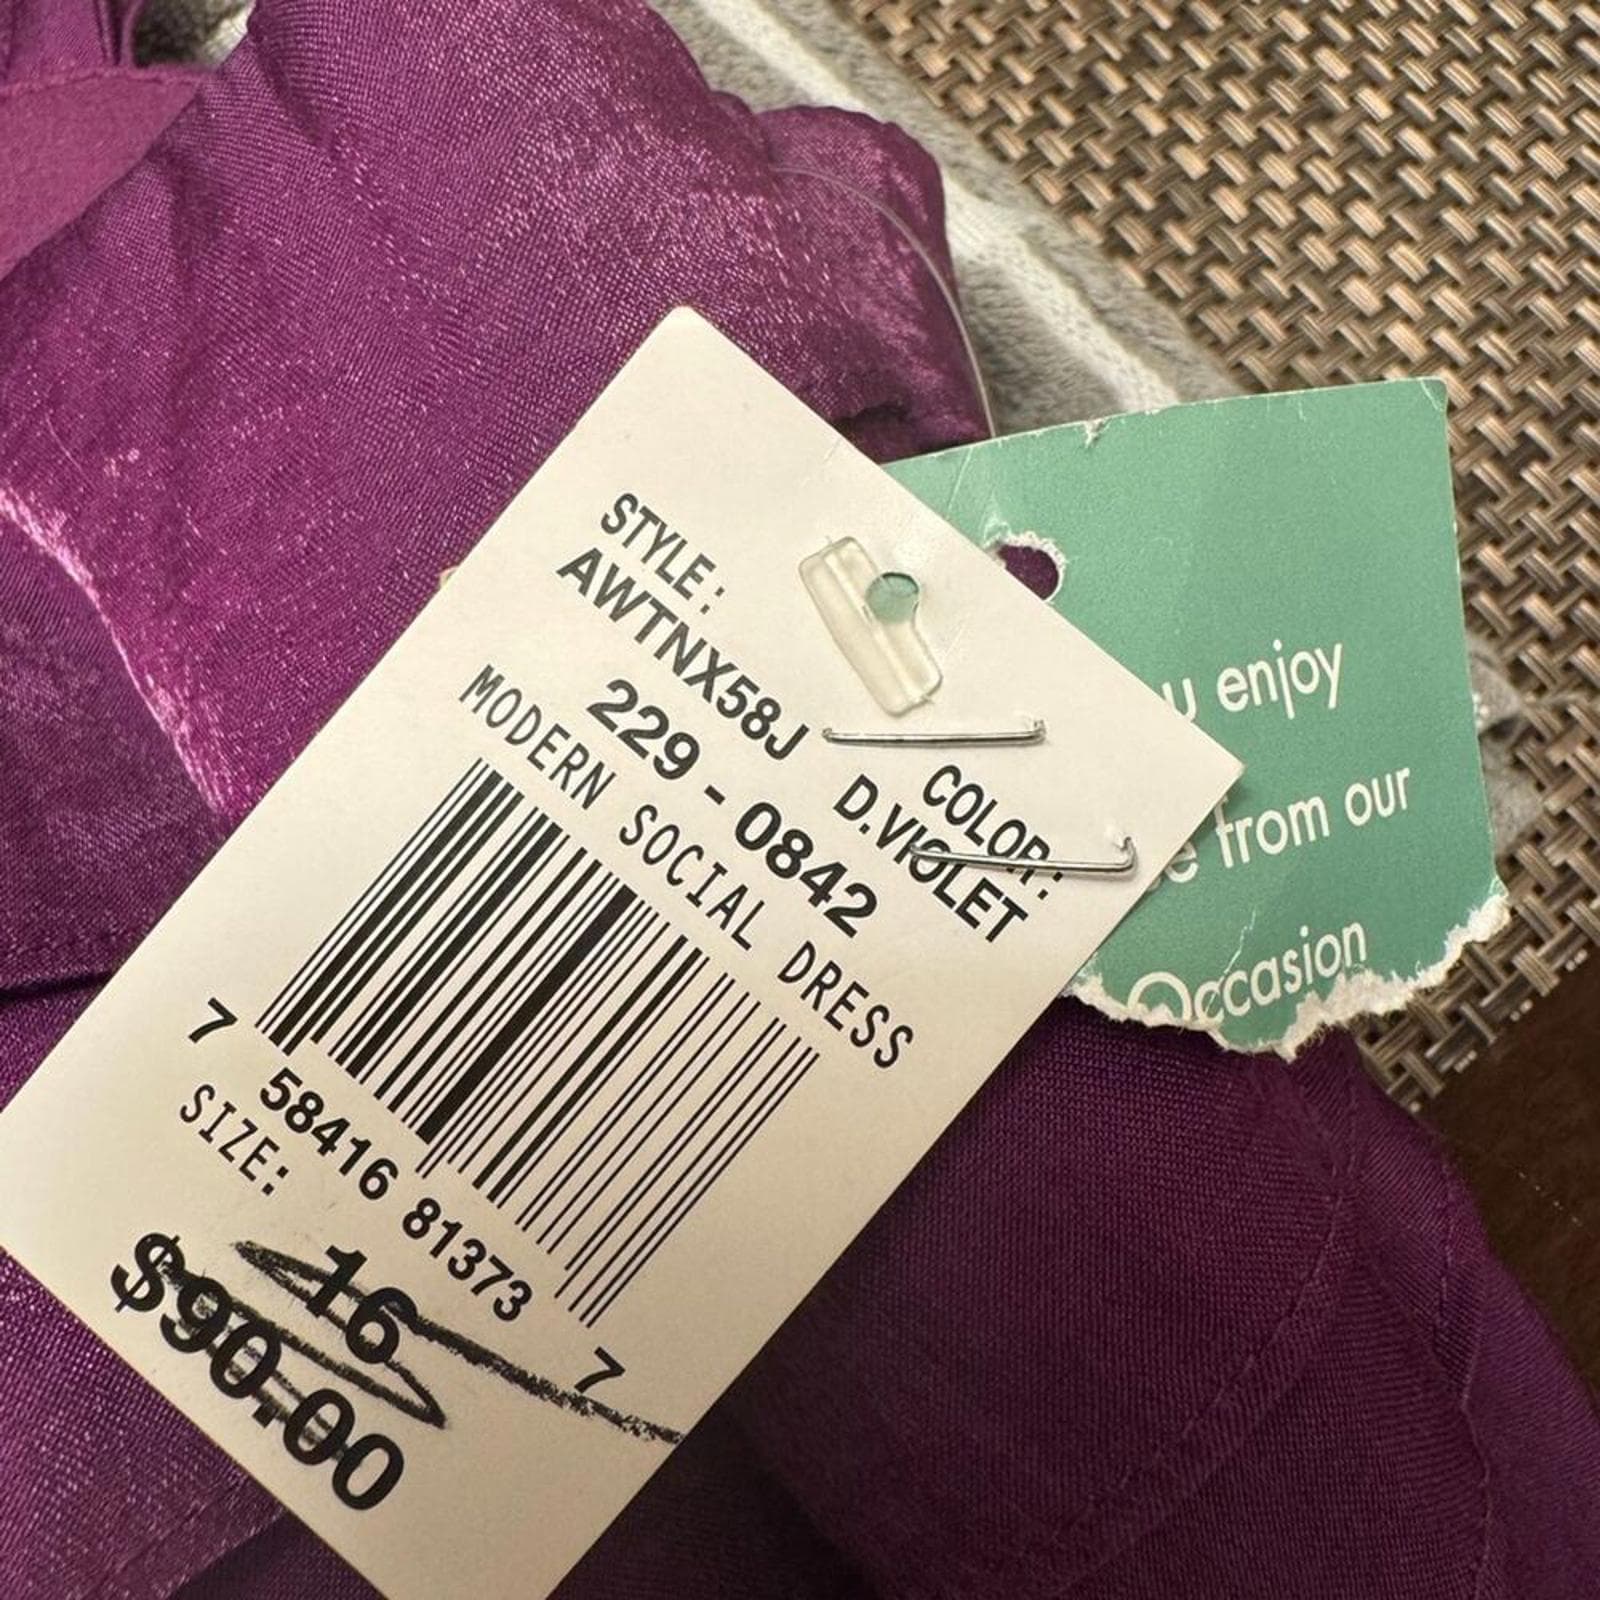 STYLE:
AWTNX58J
COLOR:
D.VIOLET
229-0842
MODERN SOCIAL DRESS
7 58416 81373 7
SIZE:
16
$90.00
enjoy
from our
Occasion